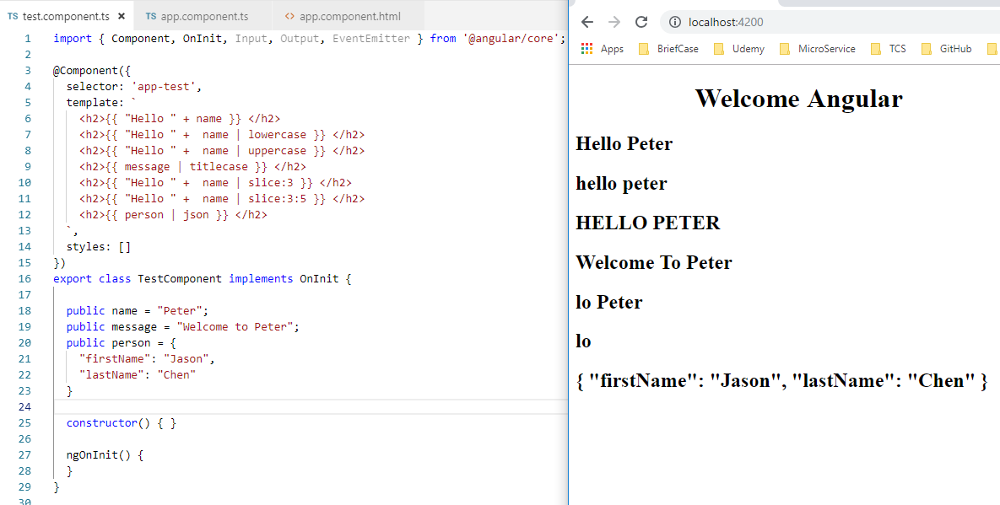 TS test.component.ts × TS app.component.ts <> app.component.html
1 import { Component, OnInit, Input, Output, EventEmitter } from '@angular/core';
2
3 @Component({
4   selector: 'app-test',
5   template: `
6     <h2>{{ "Hello " + name }} </h2>
7     <h2>{{ "Hello " +  name | lowercase }} </h2>
8     <h2>{{ "Hello " +  name | uppercase }} </h2>
9     <h2>{{ message | titlecase }} </h2>
10     <h2>{{ "Hello " +  name | slice:3 }} </h2>
11     <h2>{{ "Hello " +  name | slice:3:5 }} </h2>
12     <h2>{{ person | json }} </h2>
13   `,
14   styles: []
15 })
16 export class TestComponent implements OnInit {
17
18   public name = "Peter";
19   public message = "Welcome to Peter";
20   public person = {
21     "firstName": "Jason",
22     "lastName": "Chen"
23   }
24
25   constructor() { }
26
27   ngOnInit() {
28   }
29 }
30
localhost:4200
Apps BriefCase Udemy MicroService TCS GitHub
Welcome Angular
Hello Peter
hello peter
HELLO PETER
Welcome To Peter
lo Peter
lo
{ "firstName": "Jason", "lastName": "Chen" }